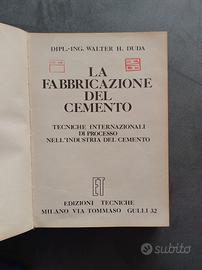 DIPL.-ING. WALTER H. DUDA
LA
FABBRICAZIONE
DEL
CEMENTO
TECNICHE INTERNAZIONALI
DI PROCESSO
NELL'INDUSTRIA DEL CEMENTO
ET
EDIZIONI TECNICHE
MILANO VIA TOMMASO GULLI 32
subito